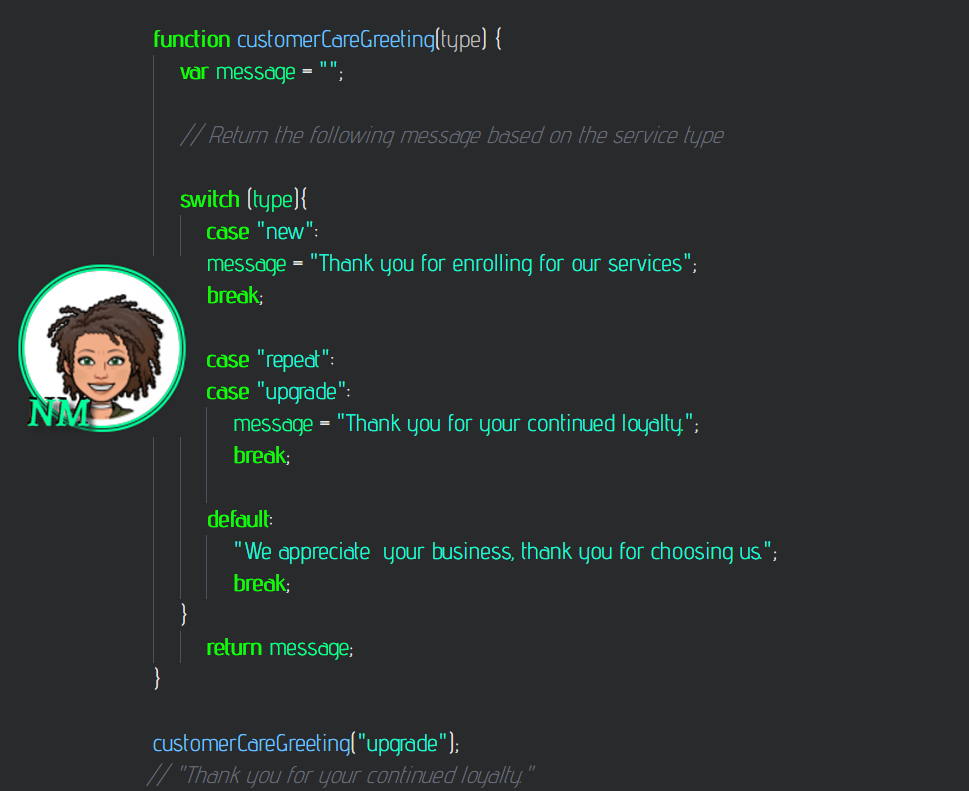 function customerCareGreeting(type) {
var message = "";
// Return the following message based on the service type
switch (type){
case "new":
message = "Thank you for enrolling for our services";
break;
case "repeat":
case "upgrade":
message = "Thank you for your continued loyalty.";
break;
default:
"We appreciate  your business, thank you for choosing us.";
break;
}
return message;
}
customerCareGreeting("upgrade");
// "Thank you for your continued loyalty."
NM